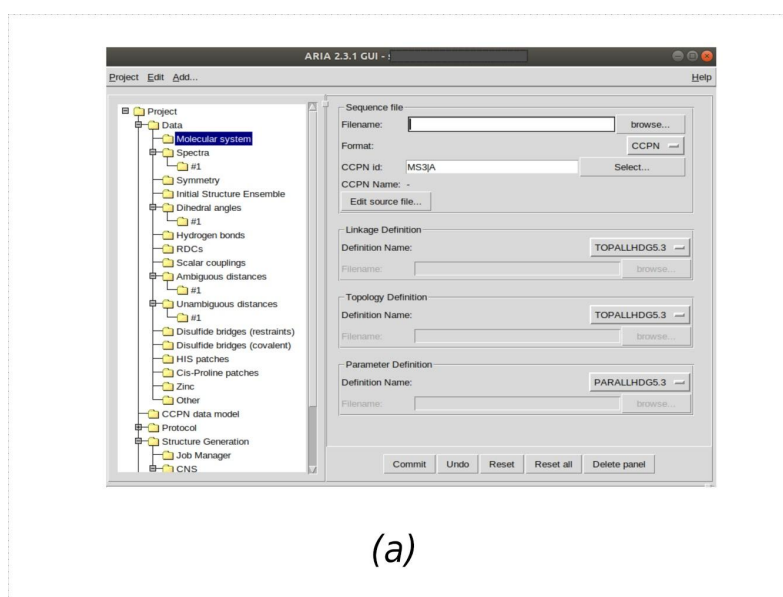 ARIA 2.3.1 GUI -
Project Edit Add... Help
Project
Data
Molecular system
Spectra
#1
Symmetry
Initial Structure Ensemble
Dihedral angles
#1
Hydrogen bonds
RDCs
Scalar couplings
Ambiguous distances
#1
Unambiguous distances
#1
Disulfide bridges (restraints)
Disulfide bridges (covalent)
HIS patches
Cis-Proline patches
Zinc
Other
CCPN data model
Protocol
Structure Generation
Job Manager
CNS
Sequence file
Filename: browse...
Format: CCPN
CCPN id: MS3|A Select...
CCPN Name: -
Edit source file...
Linkage Definition
Definition Name: TOPALLHDG5.3
Filename: browse...
Topology Definition
Definition Name: TOPALLHDG5.3
Filename: browse...
Parameter Definition
Definition Name: PARALLHDG5.3
Filename: browse...
Commit Undo Reset Reset all Delete panel
(a)